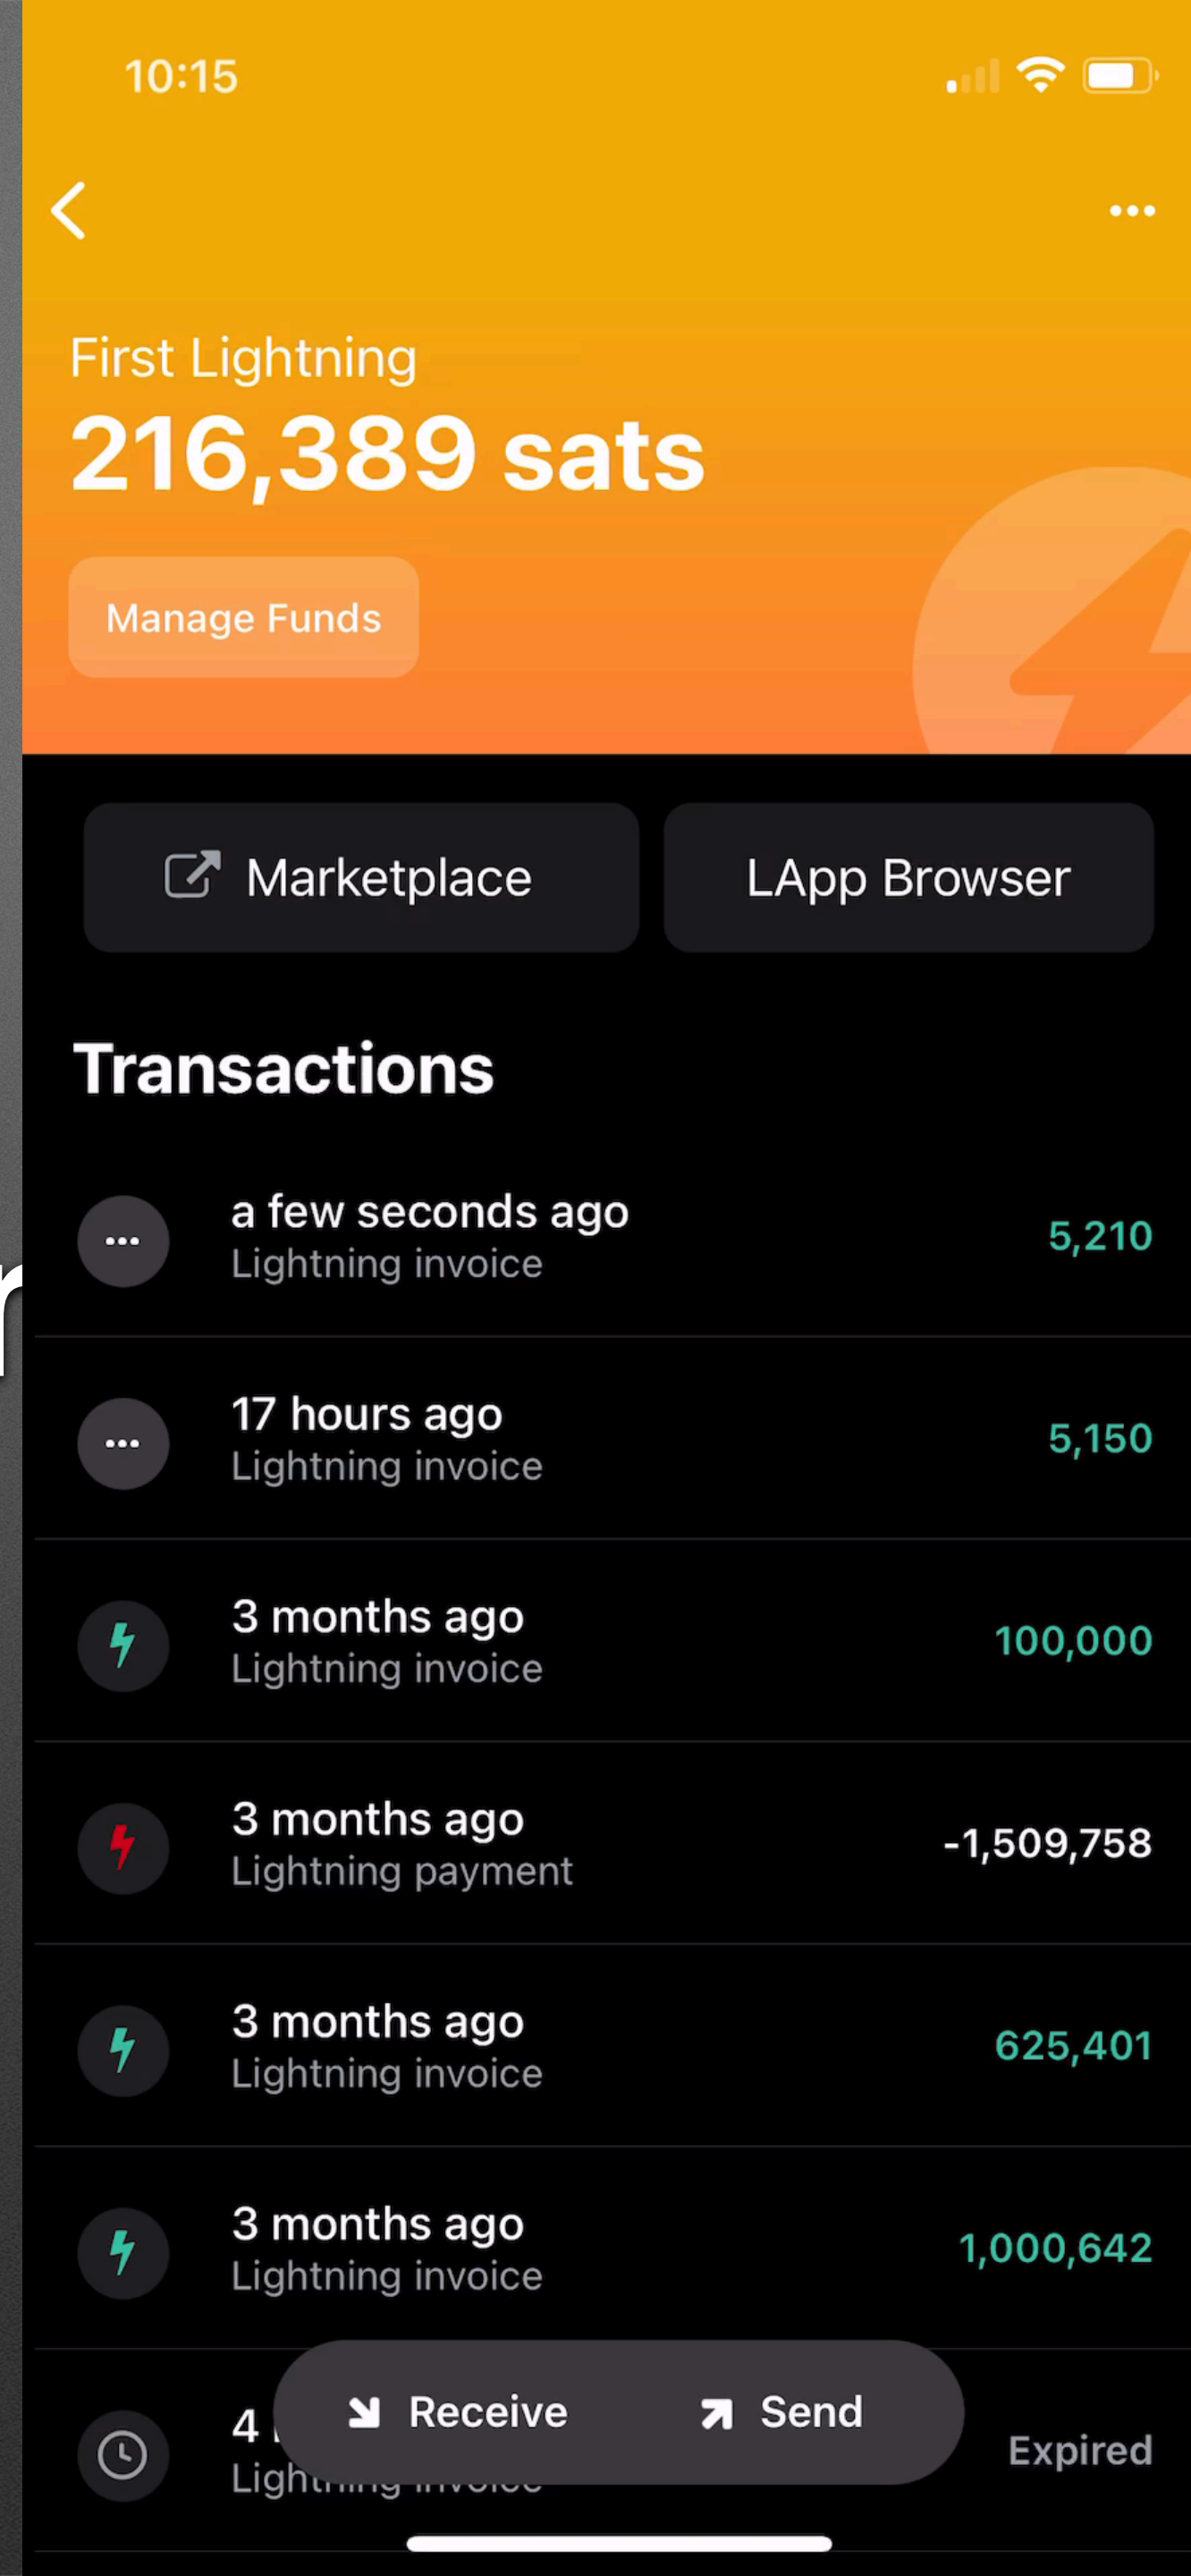 10:15
First Lightning
216,389 sats
Manage Funds
Marketplace
LApp Browser
Transactions
a few seconds ago
Lightning invoice
5,210
17 hours ago
Lightning invoice
5,150
3 months ago
Lightning invoice
100,000
3 months ago
Lightning payment
-1,509,758
3 months ago
Lightning invoice
625,401
3 months ago
Lightning invoice
1,000,642
4
Lightning invoice
Expired
Receive
Send